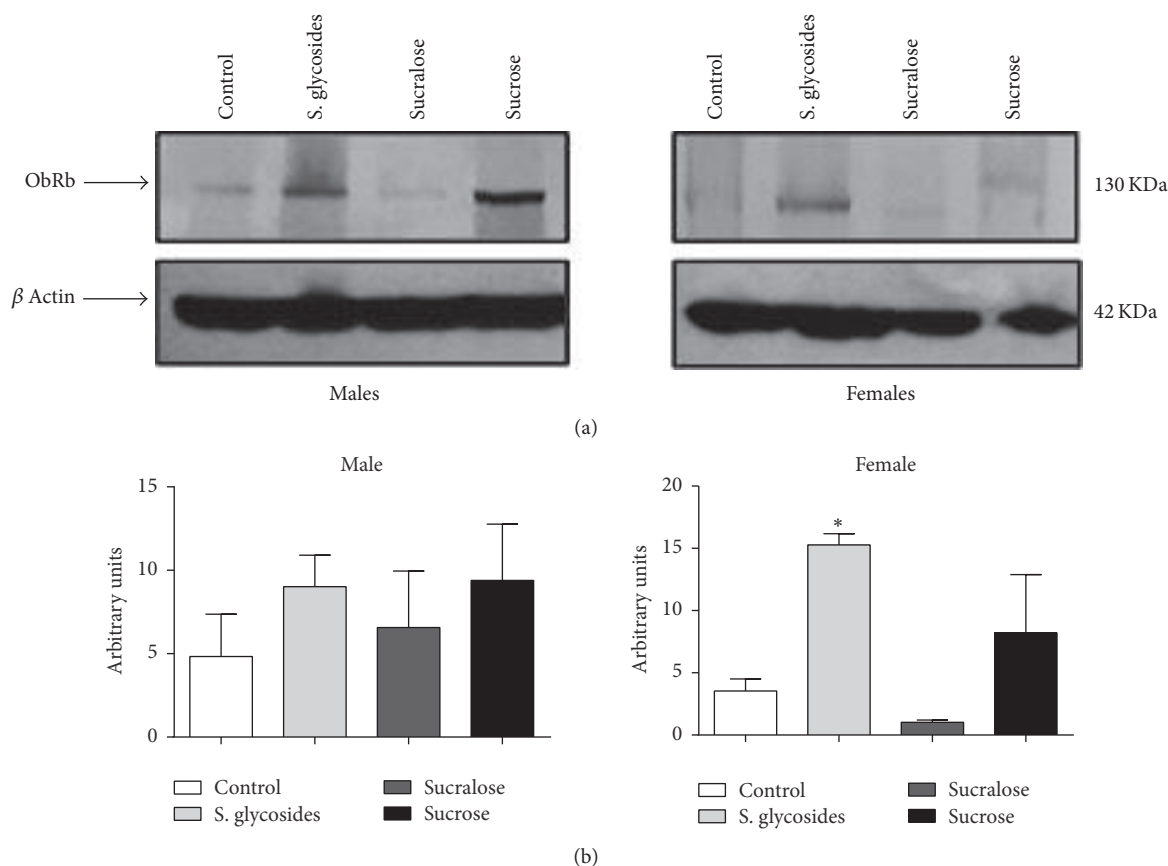 Control
S. glycosides
Sucralose
Sucrose
Control
S. glycosides
Sucralose
Sucrose
ObRb
130 KDa
β Actin
42 KDa
Males
Females
(a)
Male
Female
15
10
5
0
Arbitrary units
20
15
10
5
0
Arbitrary units
*
Control
Sucralose
S. glycosides
Sucrose
Control
Sucralose
S. glycosides
Sucrose
(b)